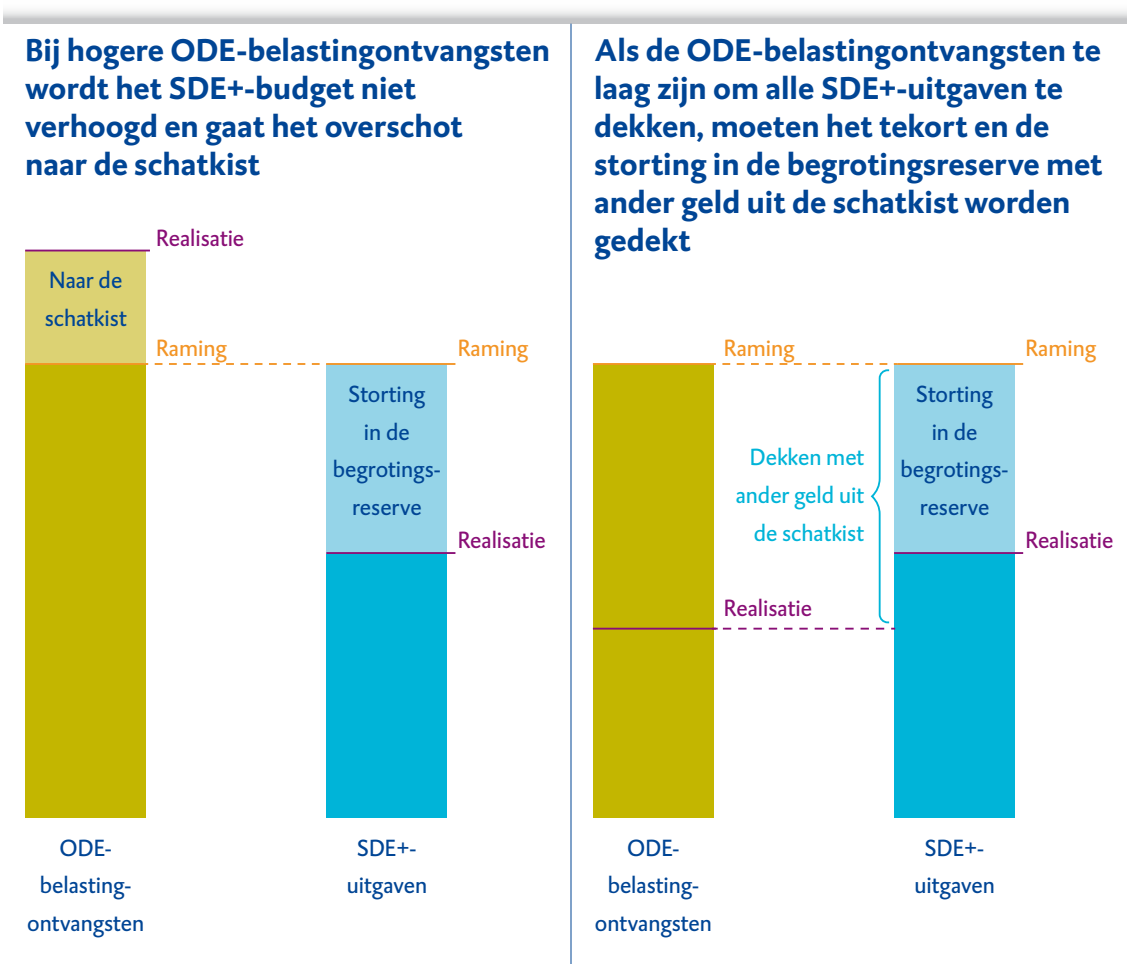 Bij hogere ODE-belastingontvangsten
wordt het SDE+-budget niet
verhoogd en gaat het overschot
naar de schatkist
Realisatie
Naar de
schatkist
Raming
Raming
Storting
in de
begrotings-
reserve
Realisatie
ODE-
belasting-
ontvangsten
SDE+-
uitgaven
Als de ODE-belastingontvangsten te
laag zijn om alle SDE+-uitgaven te
dekken, moeten het tekort en de
storting in de begrotingsreserve met
ander geld uit de schatkist worden
gedekt
Raming
Raming
Storting
in de
begrotings-
reserve
Dekken met
ander geld uit
de schatkist
Realisatie
Realisatie
ODE-
belasting-
ontvangsten
SDE+-
uitgaven